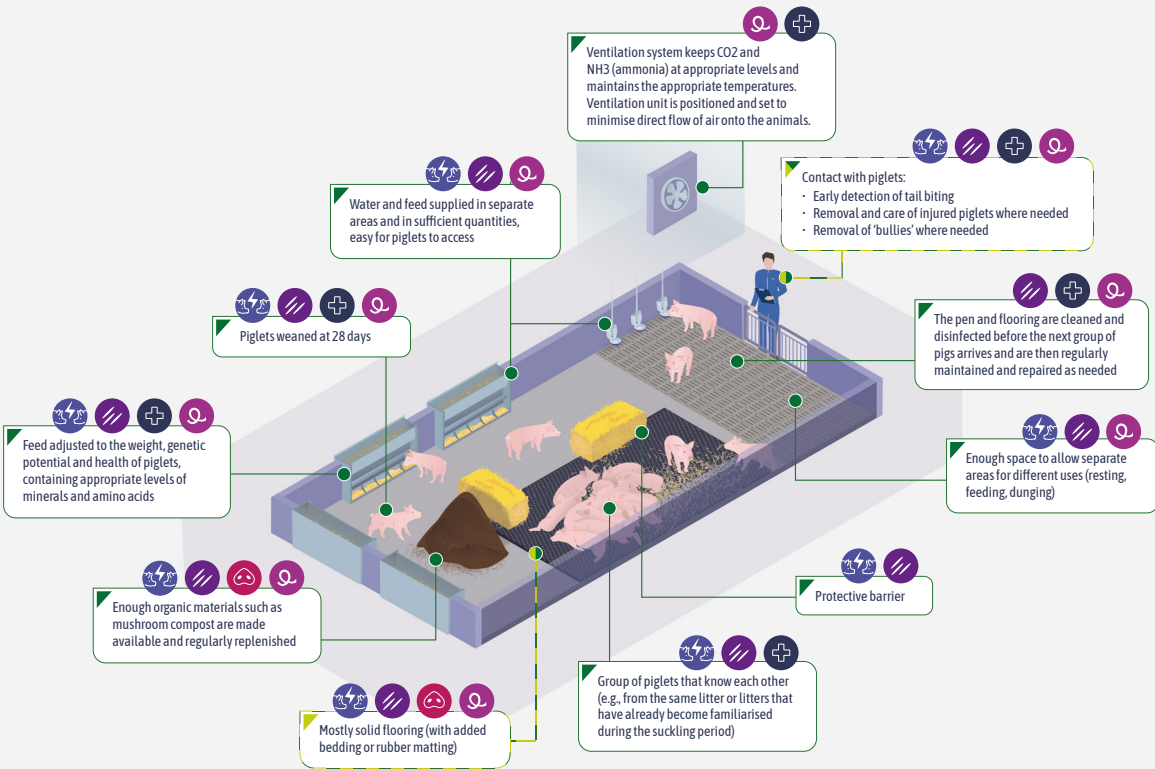 Ventilation system keeps CO2 and
NH3 (ammonia) at appropriate levels and
maintains the appropriate temperatures.
Ventilation unit is positioned and set to
minimise direct flow of air onto the animals.
Contact with piglets:
· Early detection of tail biting
· Removal and care of injured piglets where needed
· Removal of ‘bullies’ where needed
Water and feed supplied in separate
areas and in sufficient quantities,
easy for piglets to access
Piglets weaned at 28 days
The pen and flooring are cleaned and
disinfected before the next group of
pigs arrives and are then regularly
maintained and repaired as needed
Feed adjusted to the weight, genetic
potential and health of piglets,
containing appropriate levels of
minerals and amino acids
Enough space to allow separate
areas for different uses (resting,
feeding, dunging)
Enough organic materials such as
mushroom compost are made
available and regularly replenished
Protective barrier
Group of piglets that know each other
(e.g., from the same litter or litters that
have already become familiarised
during the suckling period)
Mostly solid flooring (with added
bedding or rubber matting)